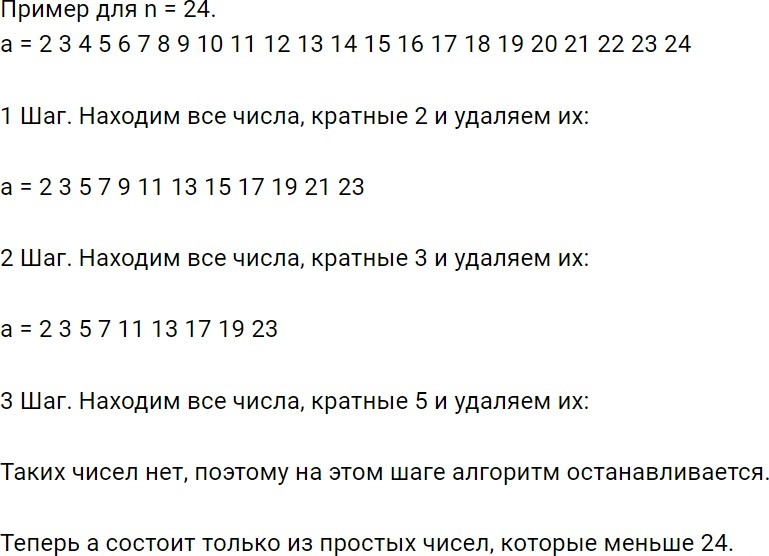 Пример для n = 24.
a = 2 3 4 5 6 7 8 9 10 11 12 13 14 15 16 17 18 19 20 21 22 23 24
1 Шаг. Находим все числа, кратные 2 и удаляем их:
a = 2 3 5 7 9 11 13 15 17 19 21 23
2 Шаг. Находим все числа, кратные 3 и удаляем их:
a = 2 3 5 7 11 13 17 19 23
3 Шаг. Находим все числа, кратные 5 и удаляем их:
Таких чисел нет, поэтому на этом шаге алгоритм останавливается.
Теперь a состоит только из простых чисел, которые меньше 24.